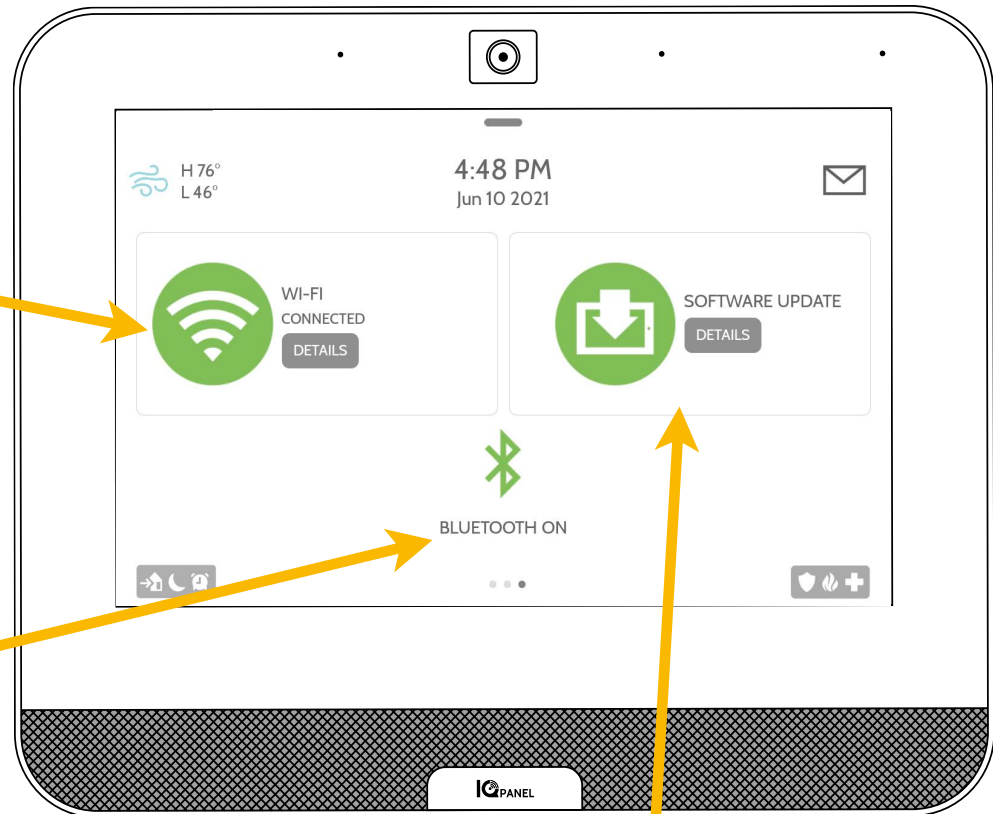 H 76°
L 46°
4:48 PM
Jun 10 2021
WI-FI
CONNECTED
DETAILS
SOFTWARE UPDATE
DETAILS
BLUETOOTH ON
IQ PANEL